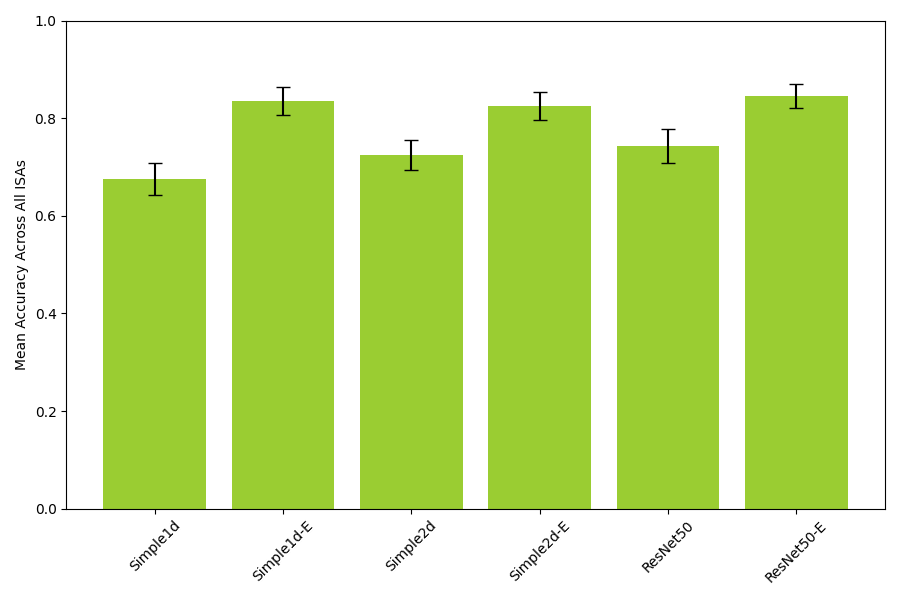 Mean Accuracy Across All ISAs
1.0
0.8
0.6
0.4
0.2
0.0
Simple1d
Simple1d-E
Simple2d
Simple2d-E
ResNet50
ResNet50-E